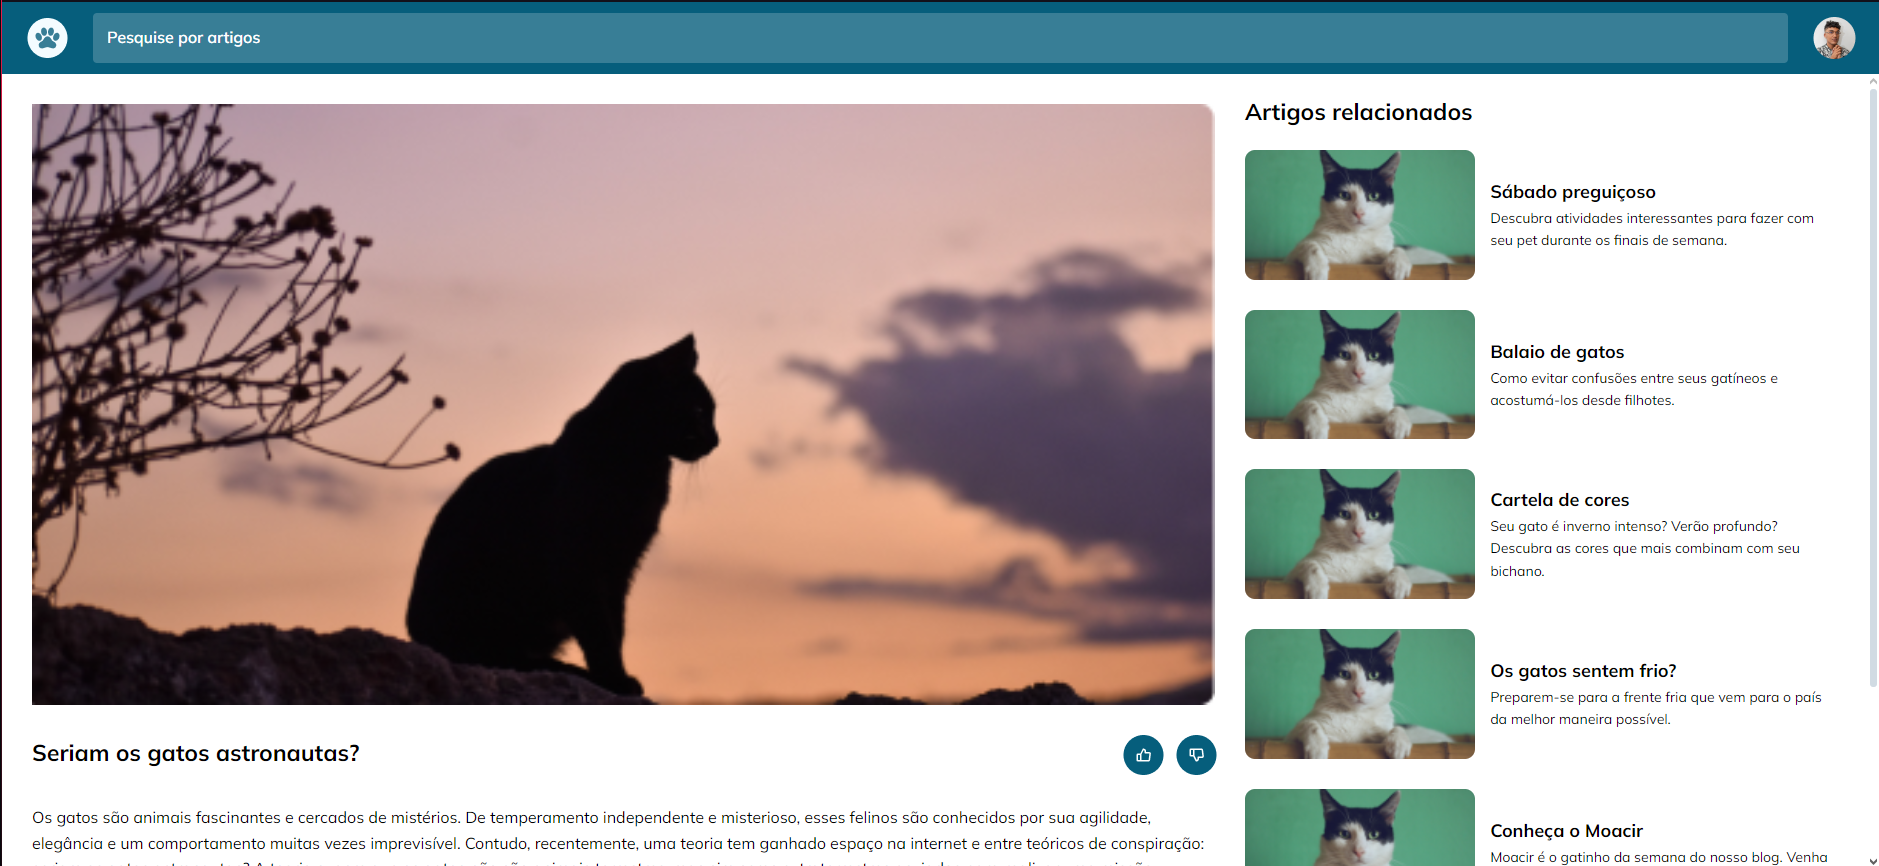 Pesquise por artigos
Artigos relacionados
Sábado preguiçoso
Descubra atividades interessantes para fazer com
seu pet durante os finais de semana.
Balaio de gatos
Como evitar confusões entre seus gatíneos e
acostumá-los desde filhotes.
Cartela de cores
Seu gato é inverno intenso? Verão profundo?
Descubra as cores que mais combinam com seu
bichano.
Os gatos sentem frio?
Preparem-se para a frente fria que vem para o país
da melhor maneira possível.
Conheça o Moacir
Moacir é o gatinho da semana do nosso blog. Venha
Seriam os gatos astronautas?
Os gatos são animais fascinantes e cercados de mistérios. De temperamento independente e misterioso, esses felinos são conhecidos por sua agilidade,
elegância e um comportamento muitas vezes imprevisível. Contudo, recentemente, uma teoria tem ganhado espaço na internet e entre teóricos de conspiração: